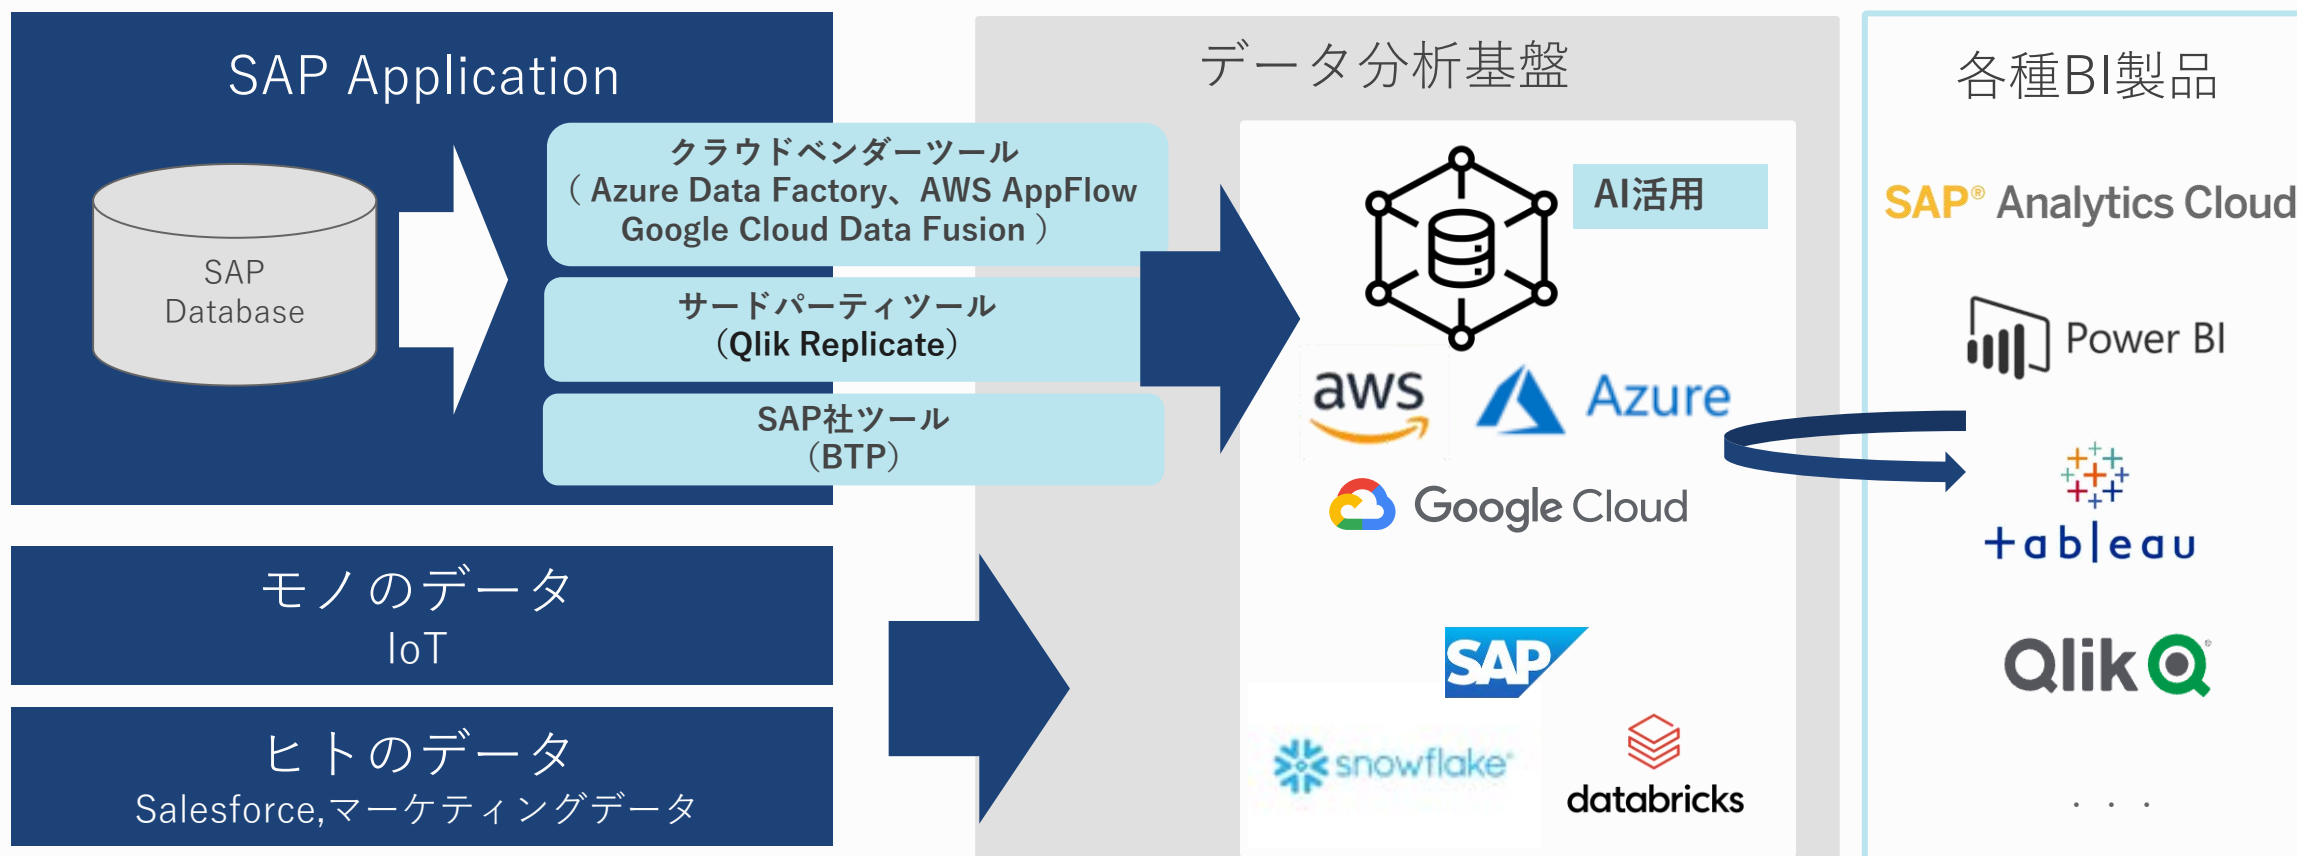 SAP Application
SAP
Database
クラウドベンダーツール
（ Azure Data Factory、AWS AppFlow
Google Cloud Data Fusion ）
サードパーティツール
（Qlik Replicate）
SAP社ツール
（BTP）
モノのデータ
IoT
ヒトのデータ
Salesforce,マーケティングデータ
データ分析基盤
AI活用
aws
Azure
Google Cloud
SAP
snowflake®
databricks
各種BI製品
SAP® Analytics Cloud
Power BI
+ableau
Qlik®
・・・